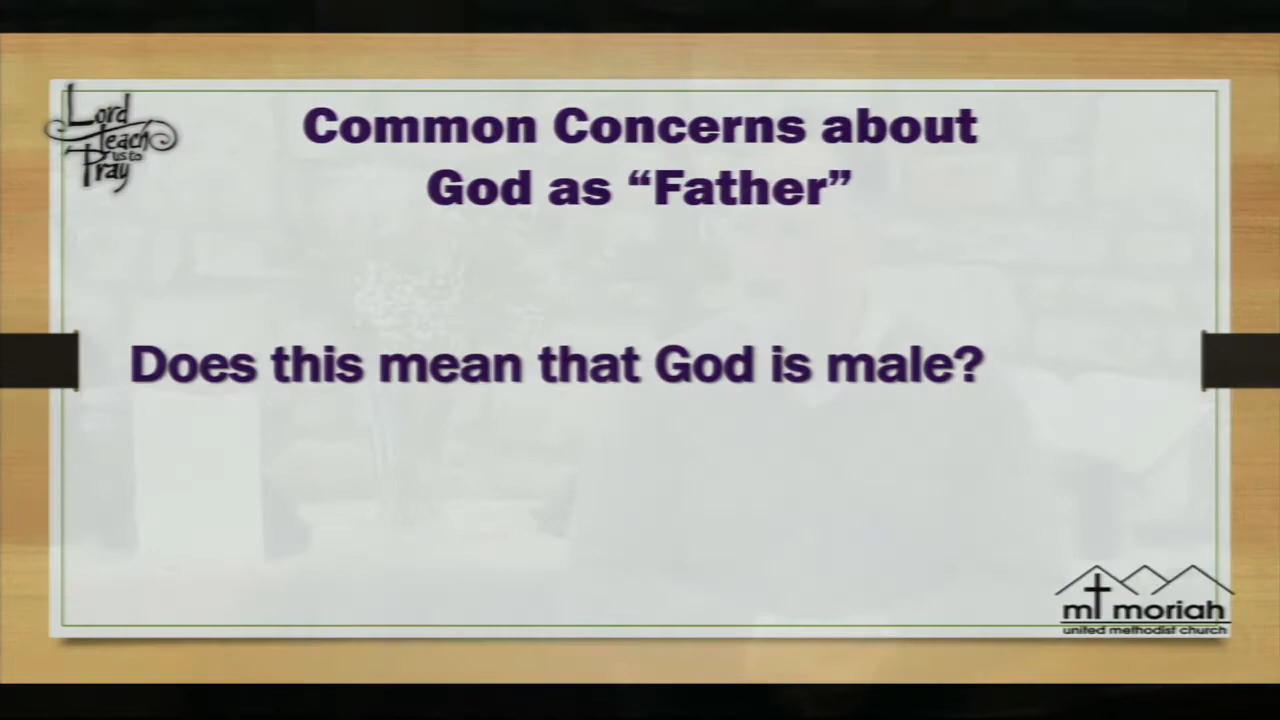 Lord
Teach
us to
Pray
Common Concerns about
God as “Father”
Does this mean that God is male?
mt moriah
united methodist church